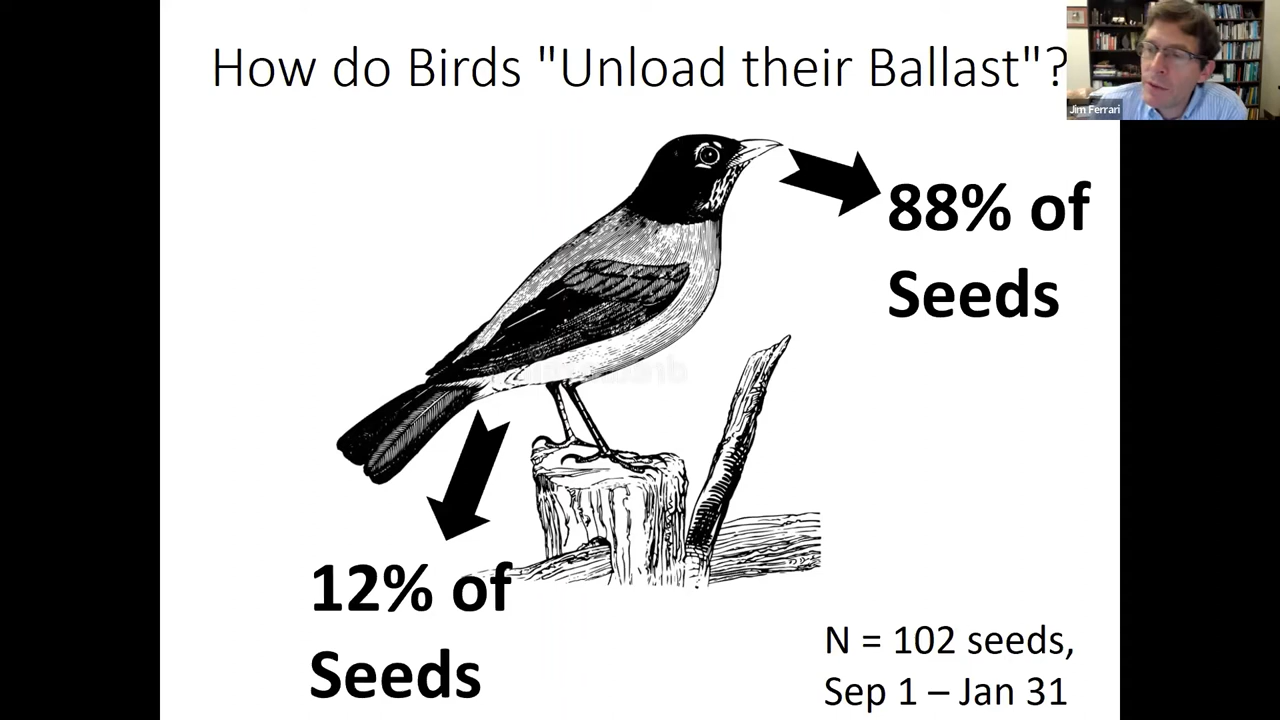 How do Birds "Unload their Ballast"?
Jim Ferrari
88% of
Seeds
12% of
Seeds
N = 102 seeds,
Sep 1 – Jan 31